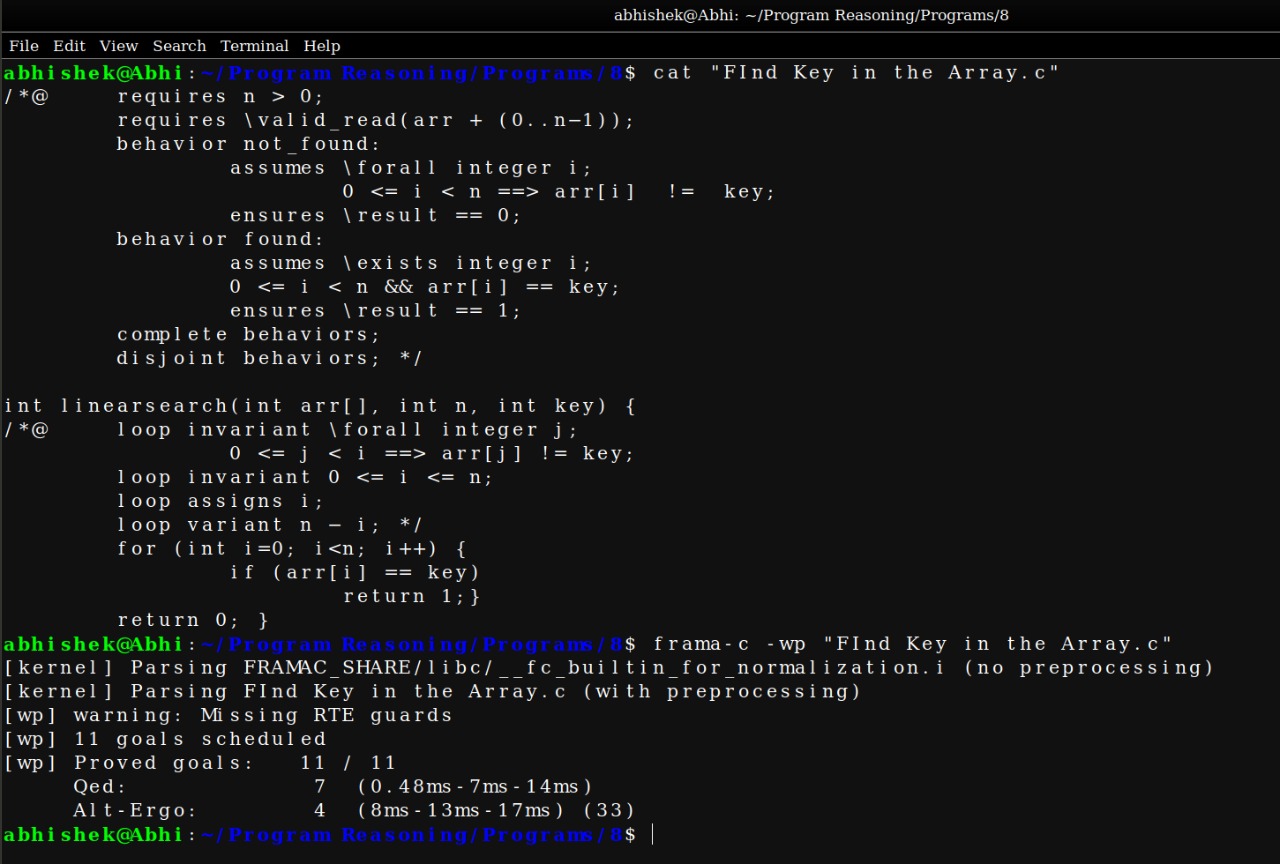 abhishek@Abhi: ~/Program Reasoning/Programs/8
File Edit View Search Terminal Help
abhishek@Abhi:~/Program Reasoning/Programs/8$ cat "FInd Key in the Array.c"
/*@ requires n > 0;
requires \valid_read(arr + (0..n-1));
behavior not_found:
assumes \forall integer i;
0 <= i < n ==> arr[i] != key;
ensures \result == 0;
behavior found:
assumes \exists integer i;
0 <= i < n && arr[i] == key;
ensures \result == 1;
complete behaviors;
disjoint behaviors; */
int linearsearch(int arr[], int n, int key) {
/*@ loop invariant \forall integer j;
0 <= j < i ==> arr[j] != key;
loop invariant 0 <= i <= n;
loop assigns i;
loop variant n - i; */
for (int i=0; i<n; i++) {
if (arr[i] == key)
return 1;}
return 0; }
abhishek@Abhi:~/Program Reasoning/Programs/8$ frama-c -wp "FInd Key in the Array.c"
[kernel] Parsing FRAMAC_SHARE/libc/__fc_builtin_for_normalization.i (no preprocessing)
[kernel] Parsing FInd Key in the Array.c (with preprocessing)
[wp] warning: Missing RTE guards
[wp] 11 goals scheduled
[wp] Proved goals: 11 / 11
Qed: 7 (0.48ms-7ms-14ms)
Alt-Ergo: 4 (8ms-13ms-17ms) (33)
abhishek@Abhi:~/Program Reasoning/Programs/8$